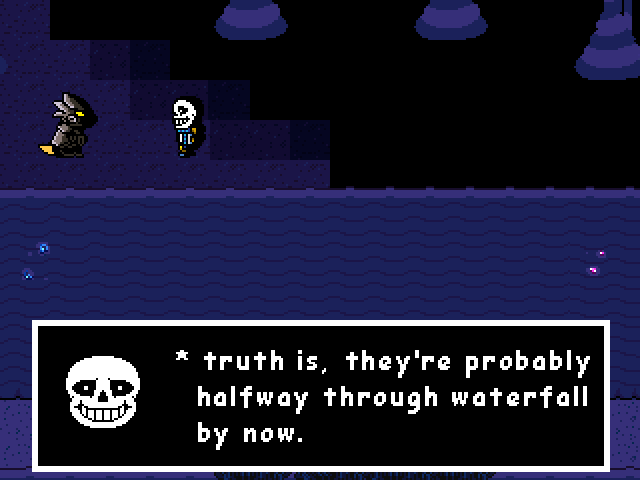 * truth is, they're probably
halfway through waterfall
by now.